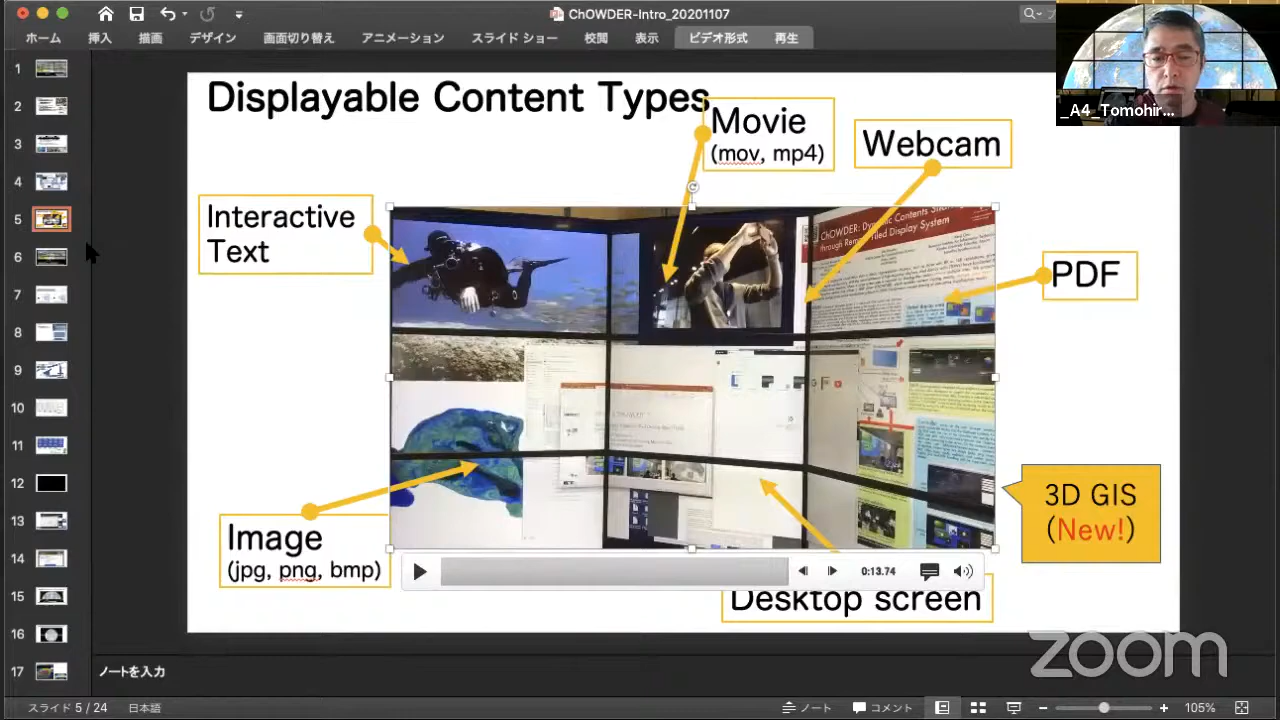 ChOWDER-Intro_20201107
ホーム
挿入
描画
デザイン
画面切り替え
アニメーション
スライド ショー
校閲
表示
ビデオ形式
再生
_A4_Tomohir...
1
2
3
4
5
6
7
8
9
10
11
12
13
14
15
16
17
Displayable Content Types
Movie
(mov, mp4)
Webcam
Interactive
Text
ChOWDER: Dynamic Contents Sharing
through Remote Tiled Display System
PDF
3D GIS
(New!)
Image
(jpg, png, bmp)
0:13.74
Desktop screen
zoom
ノートを入力
スライド 5 / 24
日本語
ノート
コメント
105%